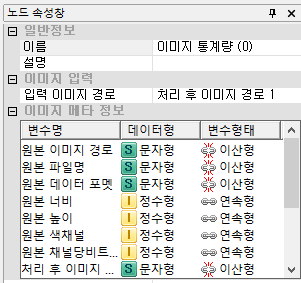 노드 속성창
일반정보
이름 이미지 통계량 (0)
설명
이미지 입력
입력 이미지 경로 처리 후 이미지 경로 1
이미지 메타 정보
변수명 데이터형 변수형태
원본 이미지 경로 S 문자형 이산형
원본 파일명 S 문자형 이산형
원본 데이터 포멧 S 문자형 이산형
원본 너비 I 정수형 연속형
원본 높이 I 정수형 연속형
원본 색채널 I 정수형 연속형
원본 채널당비트... I 정수형 연속형
처리 후 이미지 ... S 문자형 이산형